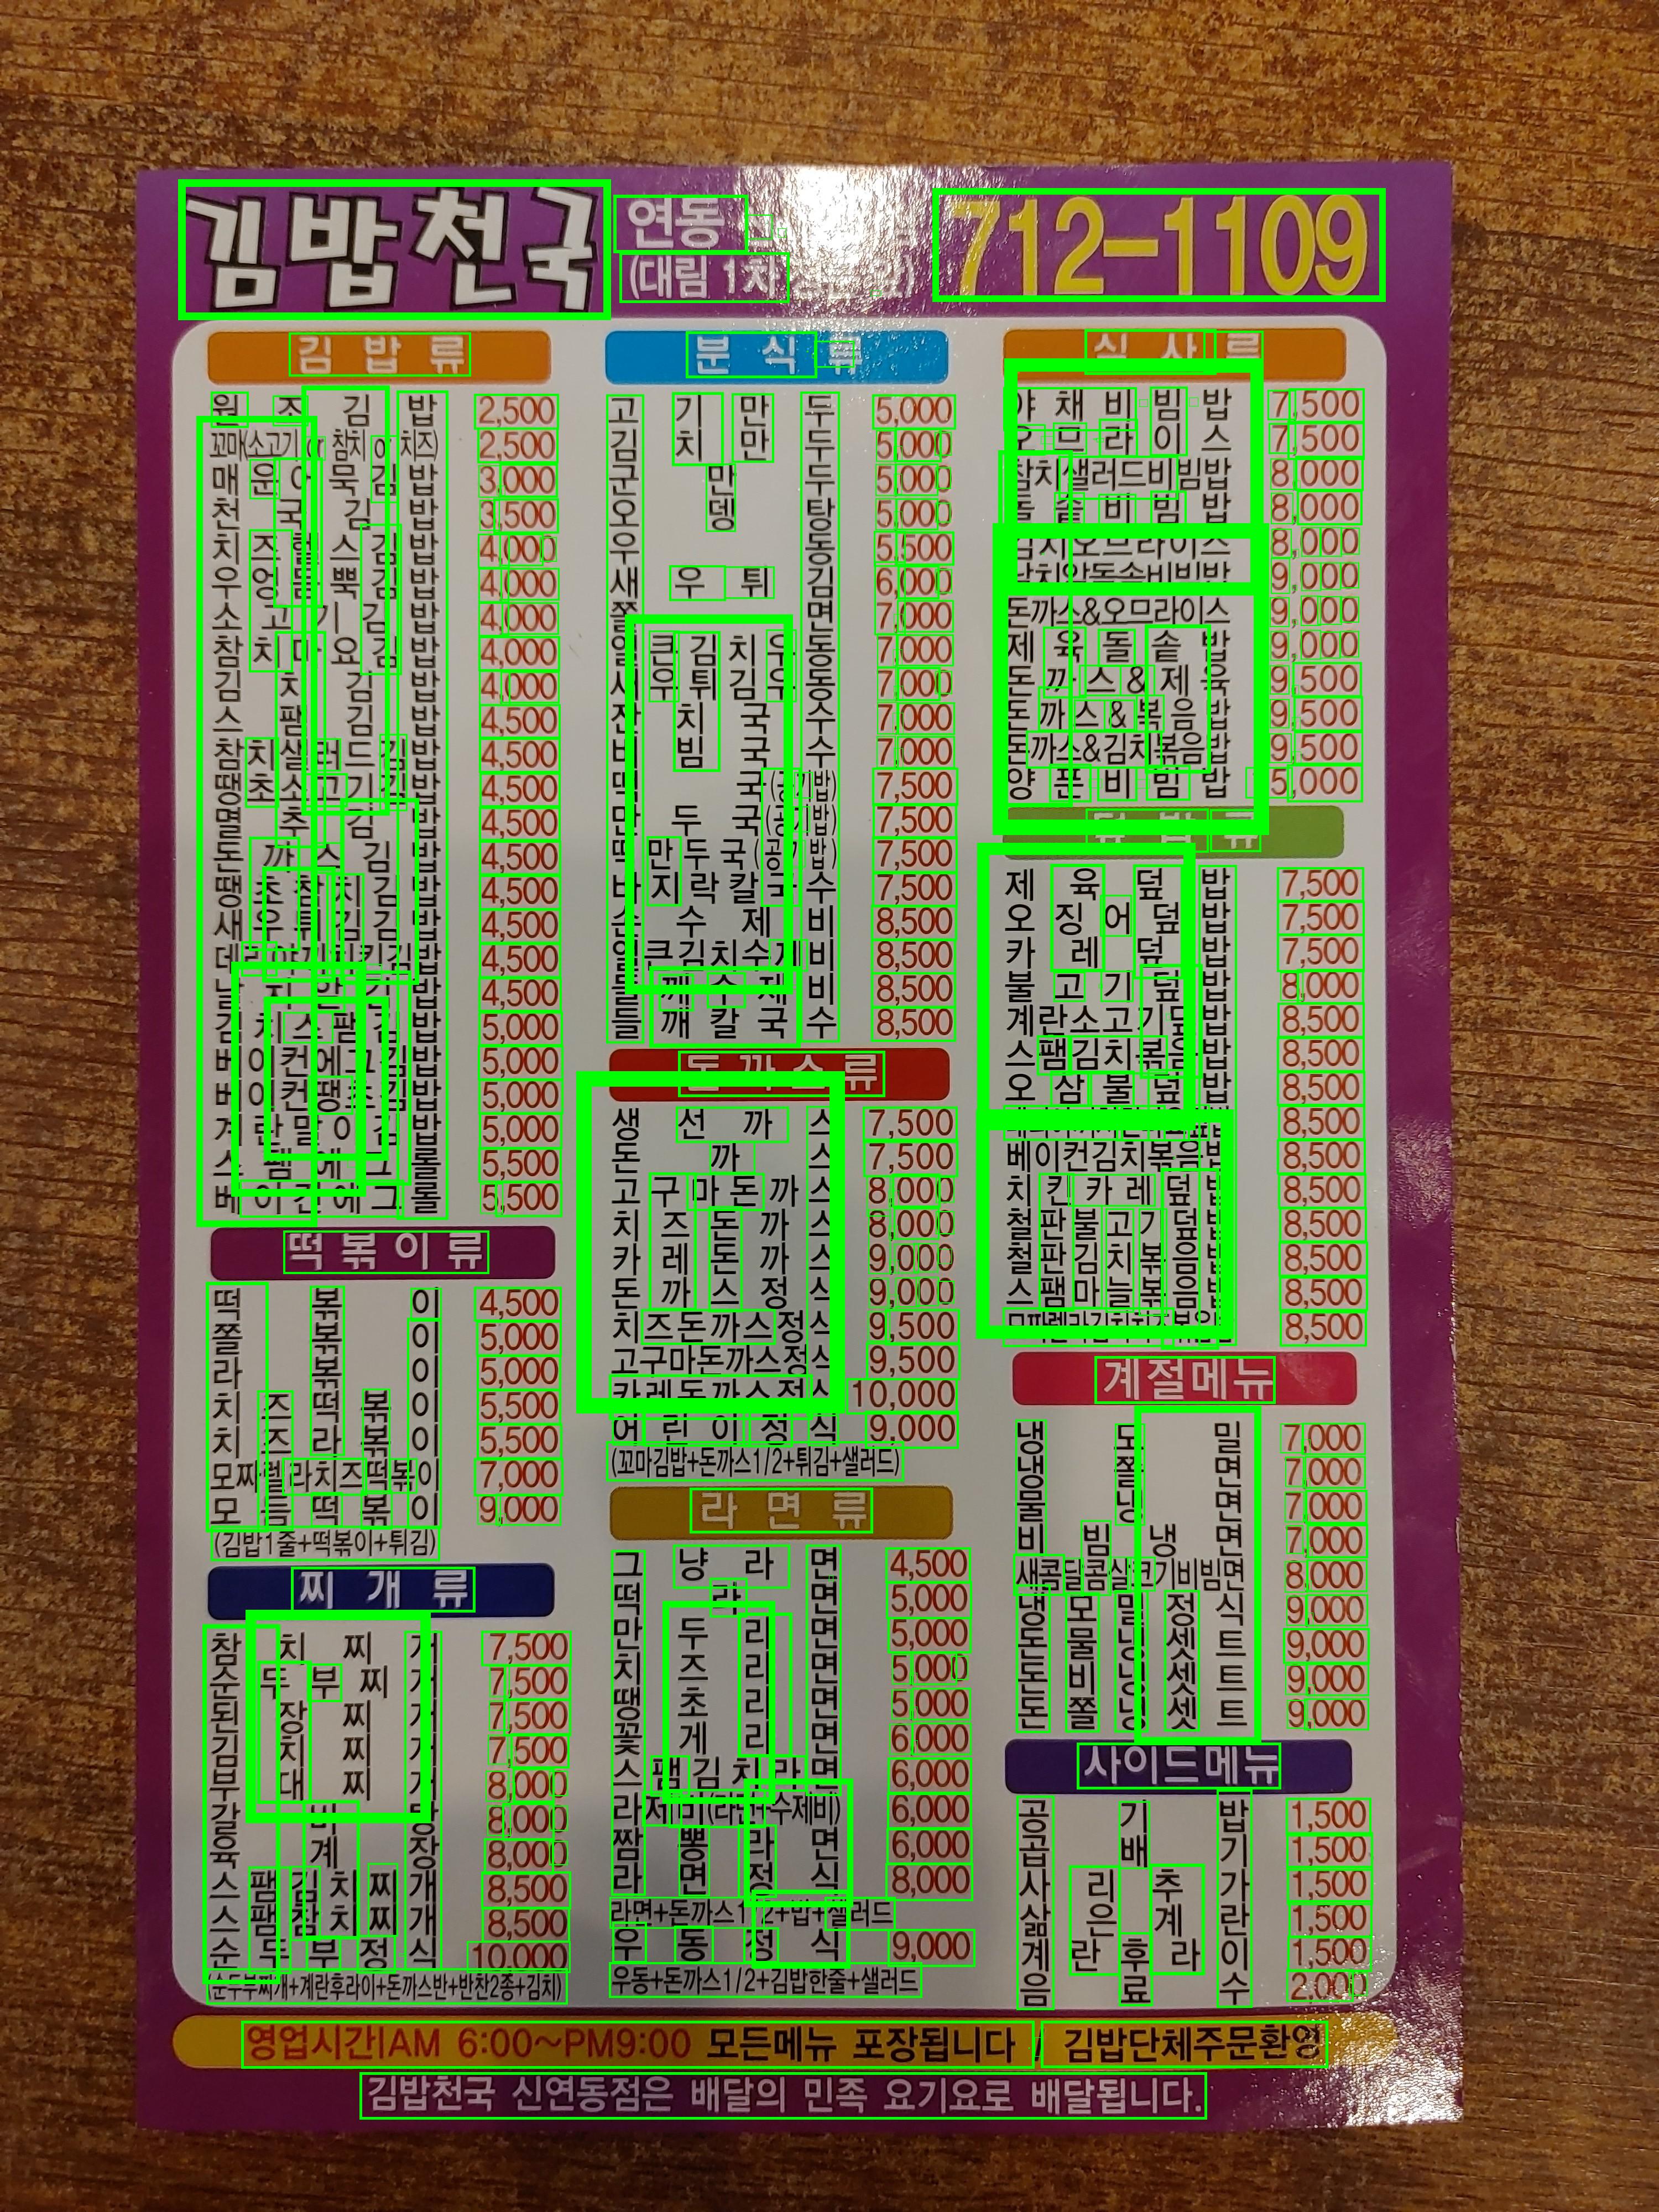 김밥천국 연동
(대림 1차
712-1109
김밥류
원조김밥 2,500
꼬마(소고기 or 참치 or 치즈) 2,500
매운어묵김밥 3,000
천국김밥 3,500
치즈헬스김밥 4,000
우엉듬뿍김밥 4,000
소고기김밥 4,000
참치마요김밥 4,000
김치김밥 4,000
스팸김밥 4,500
참치샐러드김밥 4,500
땡초소고기김밥 4,500
멸추김밥 4,500
돈까스김밥 4,500
땡초참치김밥 4,500
새우튀김김밥 4,500
데리야끼치킨김밥 4,500
날치알김밥 4,500
김치스팸김밥 5,000
베이컨에그김밥 5,000
베이컨땡초김밥 5,000
계란말이김밥 5,000
스팸에그롤 5,500
베이컨에그롤 5,500
떡볶이류
떡볶이 4,500
쫄볶이 5,000
라볶이 5,000
치즈떡볶이 5,500
치즈라볶이 5,500
모짜렐라치즈떡볶이 7,000
모듬떡볶이 9,000
(김밥1줄+떡볶이+튀김)
찌개류
참치찌개 7,500
순두부찌개 7,500
된장찌개 7,500
김치찌개 7,500
부대찌개 8,000
갈비탕 8,000
육계장 8,000
스팸김치찌개 8,500
스팸참치찌개 8,500
순두부정식 10,000
(순두부찌개+계란후라이+돈까스반+반찬2종+김치)
분식류
고기만두 5,000
김치만두 5,000
군만두 5,000
오뎅탕 5,000
우동 5,500
새우튀김 6,000
쫄면 7,000
얼큰김치우동 7,000
새우튀김우동 7,000
잔치국수 7,000
비빔국수 7,000
떡국(공기밥) 7,500
만두국(공기밥) 7,500
떡만두국(공기밥) 7,500
바지락칼국수 7,500
손수제비 8,500
얼큰김치수제비 8,500
들깨수제비 8,500
들깨칼국수 8,500
돈까스류
생선까스 7,500
돈까스 7,500
고구마돈까스 8,000
치즈돈까스 8,000
카레돈까스 9,000
돈까스정식 9,000
치즈돈까스정식 9,500
고구마돈까스정식 9,500
카레돈까스정식 10,000
어린이정식 9,000
(꼬마김밥+돈까스1/2+튀김+샐러드)
라면류
그냥라면 4,500
떡라면 5,000
만두라면 5,000
치즈라면 5,000
땡초라면 5,000
꽃게라면 6,000
스팸김치라면 6,000
라제비(라면+수제비) 6,000
짬뽕라면 6,000
라면정식 8,000
라면+돈까스1/2+밥+샐러드
우동정식 9,000
우동+돈까스1/2+김밥한줄+샐러드
식사류
야채비빔밥 7,500
오므라이스 7,500
참치샐러드비빔밥 8,000
돌솥비빔밥 8,000
김치오므라이스 8,000
날치알돌솥비빔밥 9,000
돈까스&오므라이스 9,000
제육돌솥밥 9,000
돈까스&제육 9,500
돈까스&볶음밥 9,500
돈까스&김치볶음밥 9,500
양푼비빔밥 15,000
덮밥류
제육덮밥 7,500
오징어덮밥 7,500
카레덮밥 7,500
불고기덮밥 8,000
계란소고기덮밥 8,500
스팸김치볶음밥 8,500
오삼불덮밥 8,500
8,500
베이컨김치볶음밥 8,500
치킨카레덮밥 8,500
철판불고기덮밥 8,500
철판김치볶음밥 8,500
스팸마늘볶음밥 8,500
모짜렐라김치치즈볶음밥 8,500
계절메뉴
냉모밀 7,000
냉쫄면 7,000
물냉면 7,000
비빔냉면 7,000
새콤달콤살코기비빔면 8,000
냉모밀정식 9,000
돈물냉셋트 9,000
돈비냉셋트 9,000
돈쫄냉셋트 9,000
사이드메뉴
공기밥 1,500
곱배기 1,500
사리추가 1,500
삶은계란 1,500
계란후라이 1,500
음료수 2,000
영업시간|AM 6:00~PM9:00 모든메뉴 포장됩니다 / 김밥단체주문환영
김밥천국 신연동점은 배달의 민족 요기요로 배달됩니다.